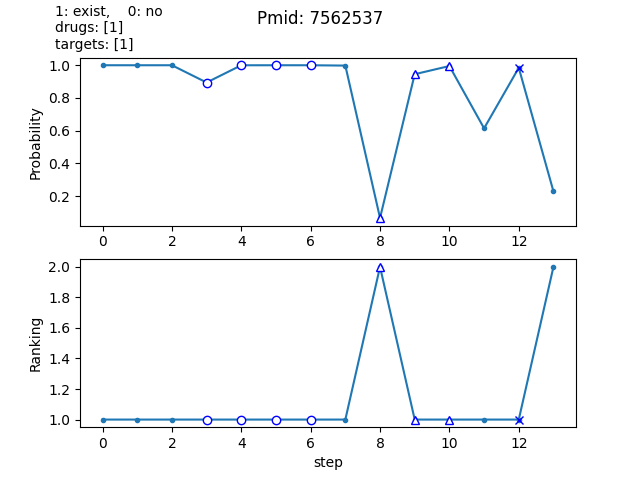 1: exist,    0: no
drugs: [1]
targets: [1]
Pmid: 7562537
Probability
1.0
0.8
0.6
0.4
0.2
0 2 4 6 8 10 12
Ranking
2.0
1.8
1.6
1.4
1.2
1.0
0 2 4 6 8 10 12
step